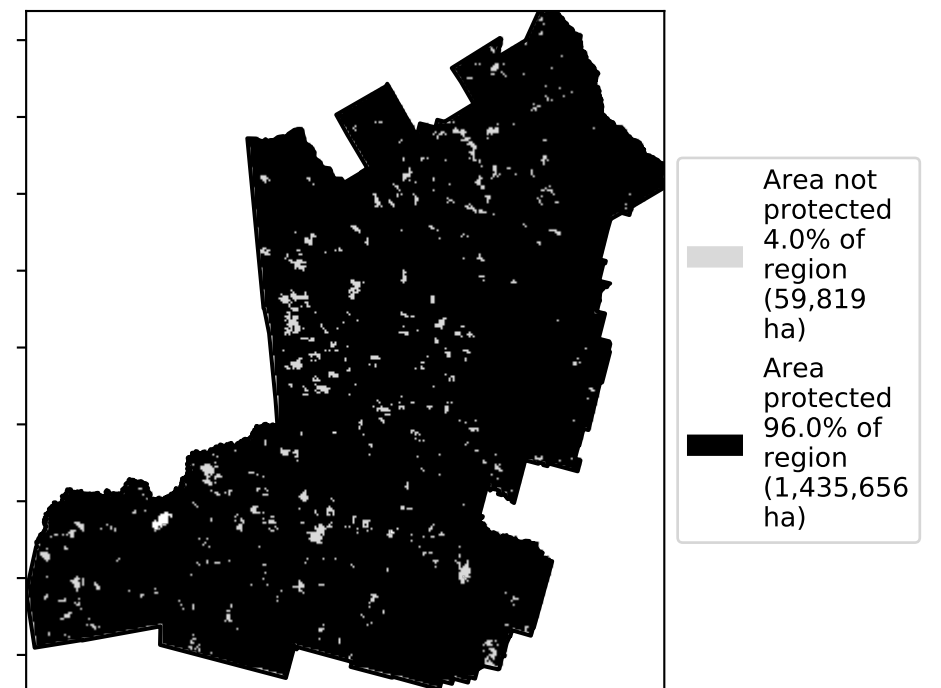 Area not
protected
4.0% of
region
(59,819
ha)
Area
protected
96.0% of
region
(1,435,656
ha)